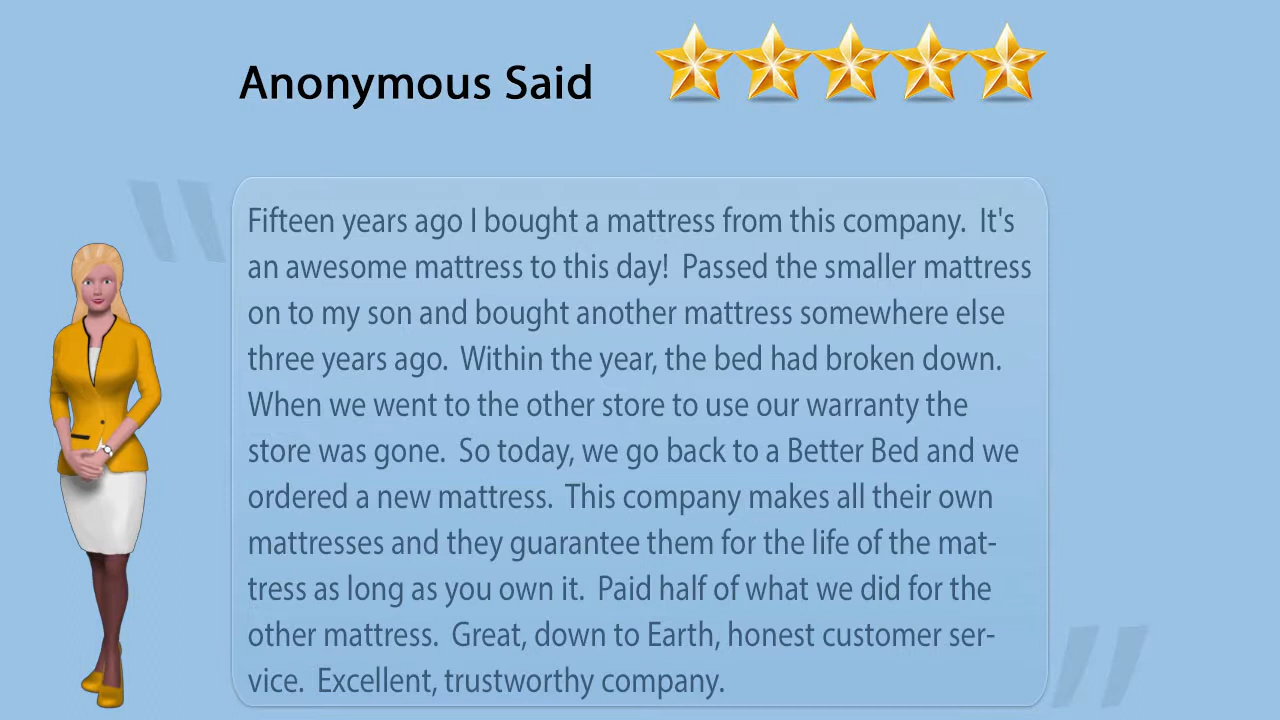 Anonymous Said
Fifteen years ago I bought a mattress from this company.  It's
an awesome mattress to this day!  Passed the smaller mattress
on to my son and bought another mattress somewhere else
three years ago.  Within the year, the bed had broken down.
When we went to the other store to use our warranty the
store was gone.  So today, we go back to a Better Bed and we
ordered a new mattress.  This company makes all their own
mattresses and they guarantee them for the life of the mat-
tress as long as you own it.  Paid half of what we did for the
other mattress.  Great, down to Earth, honest customer ser-
vice.  Excellent, trustworthy company.